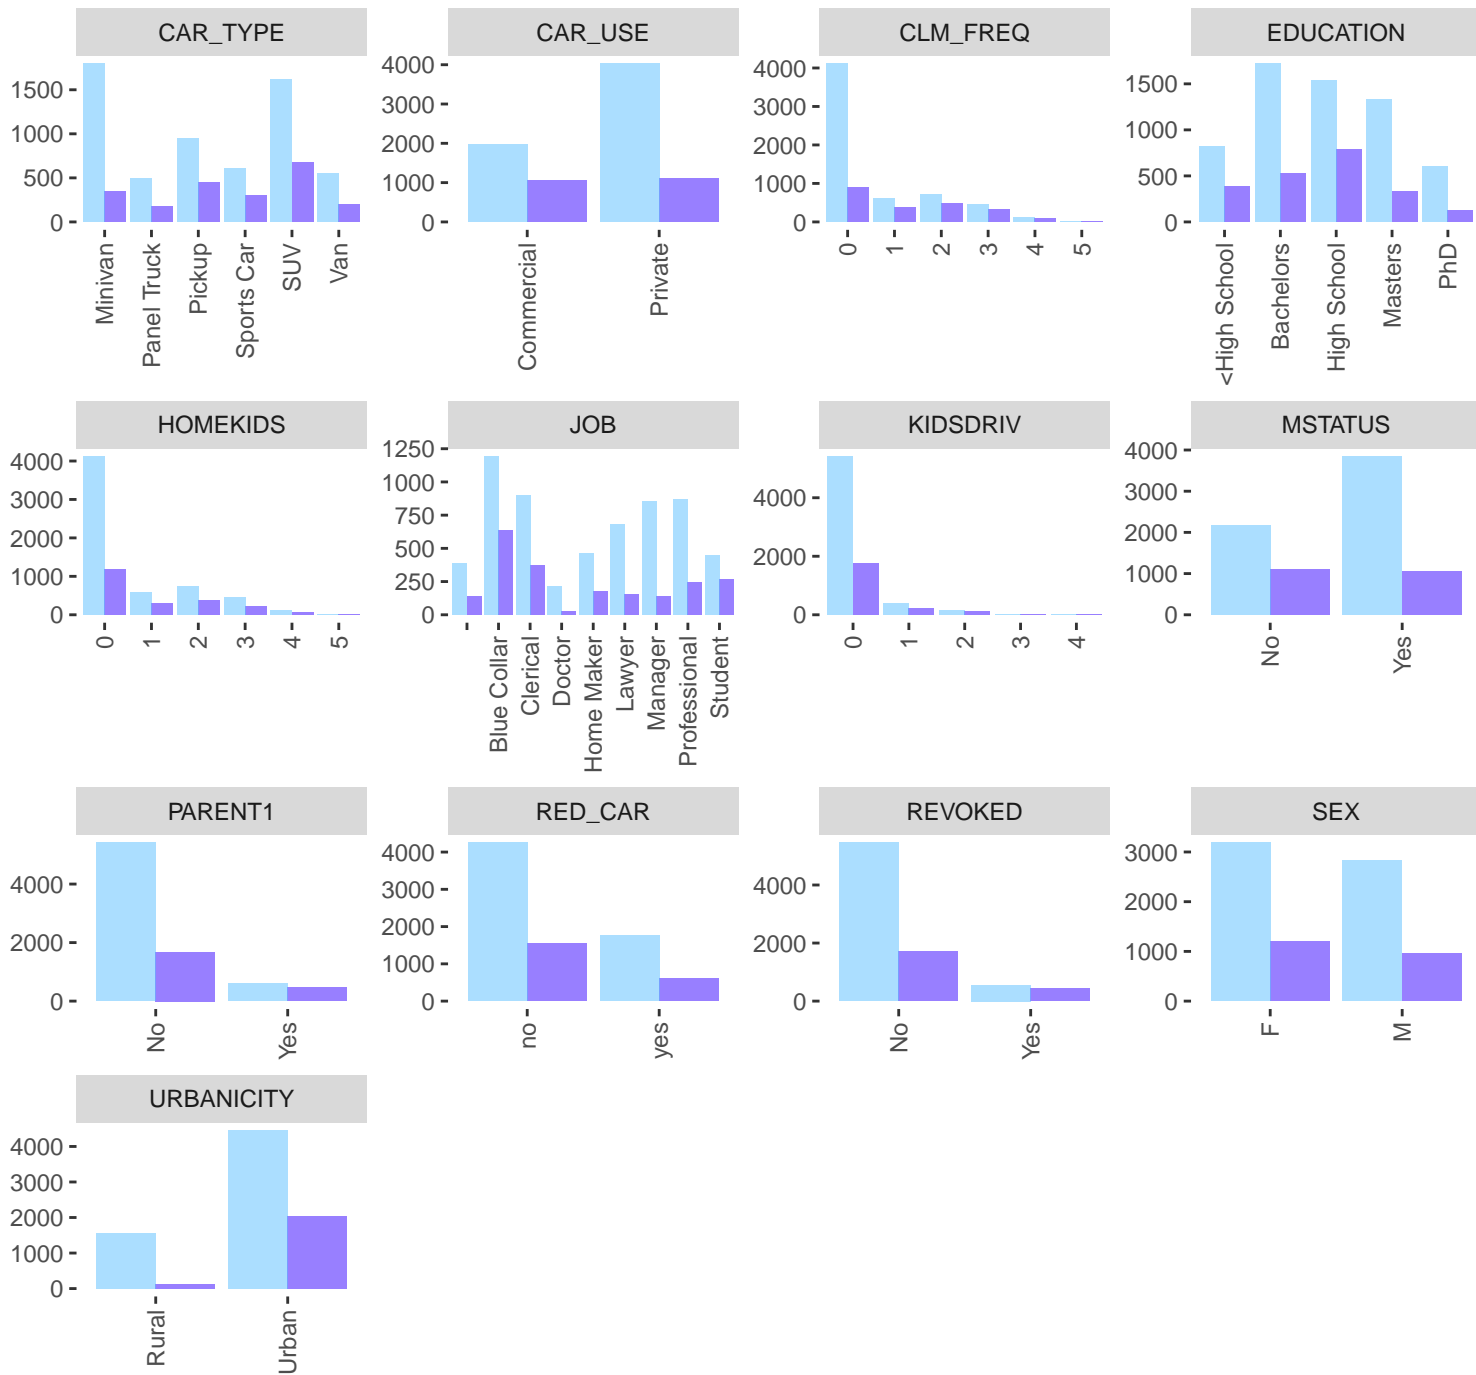 CAR_TYPE
1500
1000
500
0
Minivan
Panel Truck
Pickup
Sports Car
SUV
Van
CAR_USE
4000
3000
2000
1000
0
Commercial
Private
CLM_FREQ
4000
3000
2000
1000
0
0
1
2
3
4
5
EDUCATION
1500
1000
500
0
<High School
Bachelors
High School
Masters
PhD
HOMEKIDS
4000
3000
2000
1000
0
0
1
2
3
4
5
JOB
1250
1000
750
500
250
0
Blue Collar
Clerical
Doctor
Home Maker
Lawyer
Manager
Professional
Student
KIDSDRIV
4000
2000
0
0
1
2
3
4
MSTATUS
4000
3000
2000
1000
0
No
Yes
PARENT1
4000
2000
0
No
Yes
RED_CAR
4000
3000
2000
1000
0
no
yes
REVOKED
4000
2000
0
No
Yes
SEX
3000
2000
1000
0
F
M
URBANICITY
4000
3000
2000
1000
0
Rural
Urban